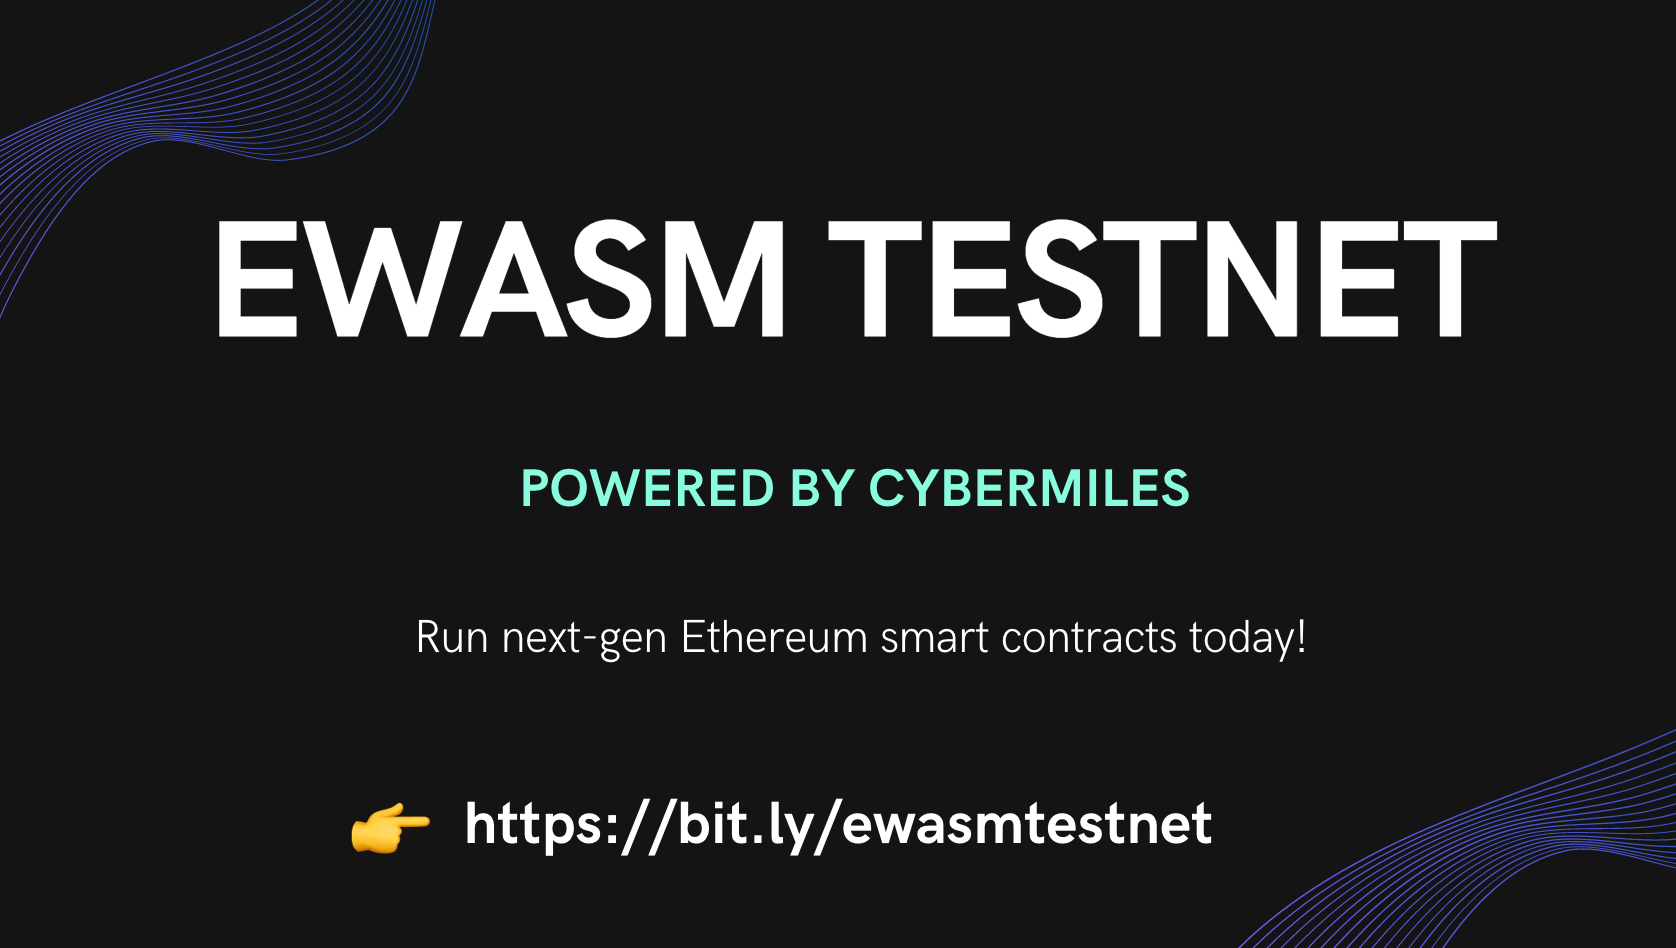 EWASM TESTNET
POWERED BY CYBERMILES
Run next-gen Ethereum smart contracts today!
👉 https://bit.ly/ewasmtestnet